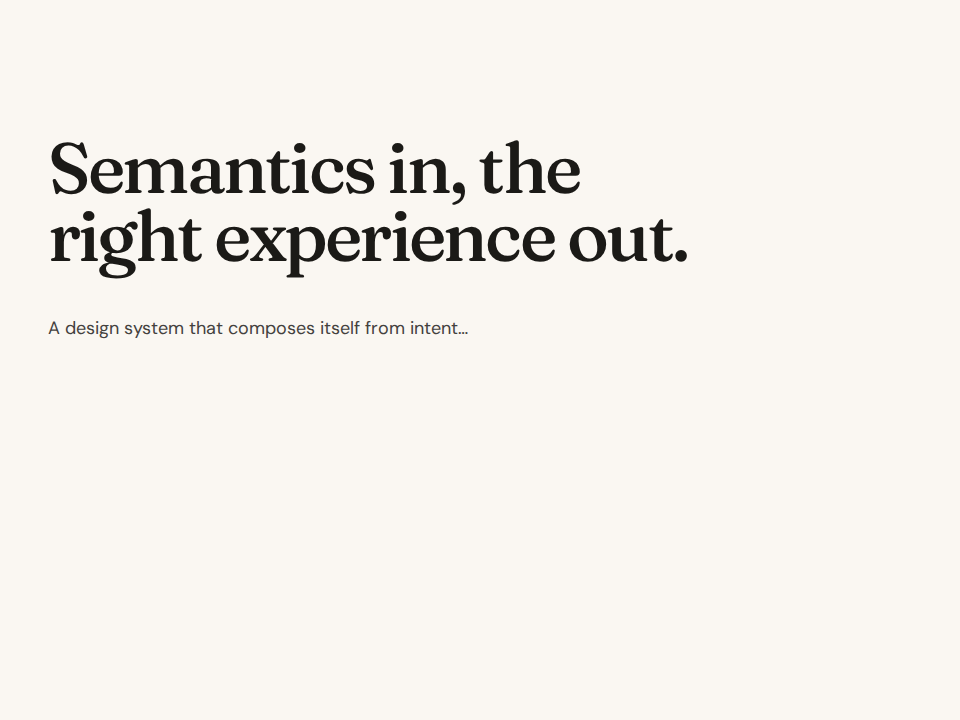 Semantics in, the
right experience out.
A design system that composes itself from intent…